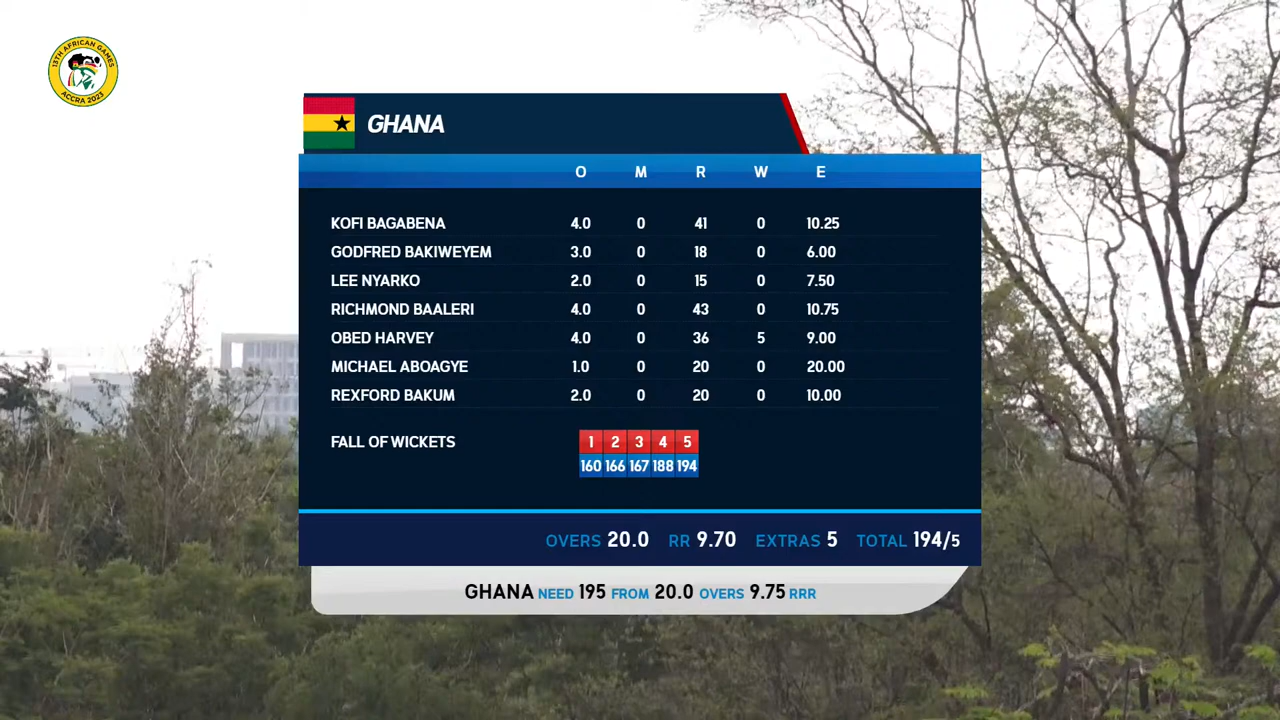 13TH AFRICAN GAMES
ACCRA 2023
GHANA
O M R W E
KOFI BAGABENA 4.0 0 41 0 10.25
GODFRED BAKIWEYEM 3.0 0 18 0 6.00
LEE NYARKO 2.0 0 15 0 7.50
RICHMOND BAALERI 4.0 0 43 0 10.75
OBED HARVEY 4.0 0 36 5 9.00
MICHAEL ABOAGYE 1.0 0 20 0 20.00
REXFORD BAKUM 2.0 0 20 0 10.00
FALL OF WICKETS 1 2 3 4 5
160 166 167 188 194
OVERS 20.0 RR 9.70 EXTRAS 5 TOTAL 194/5
GHANA NEED 195 FROM 20.0 OVERS 9.75 RRR